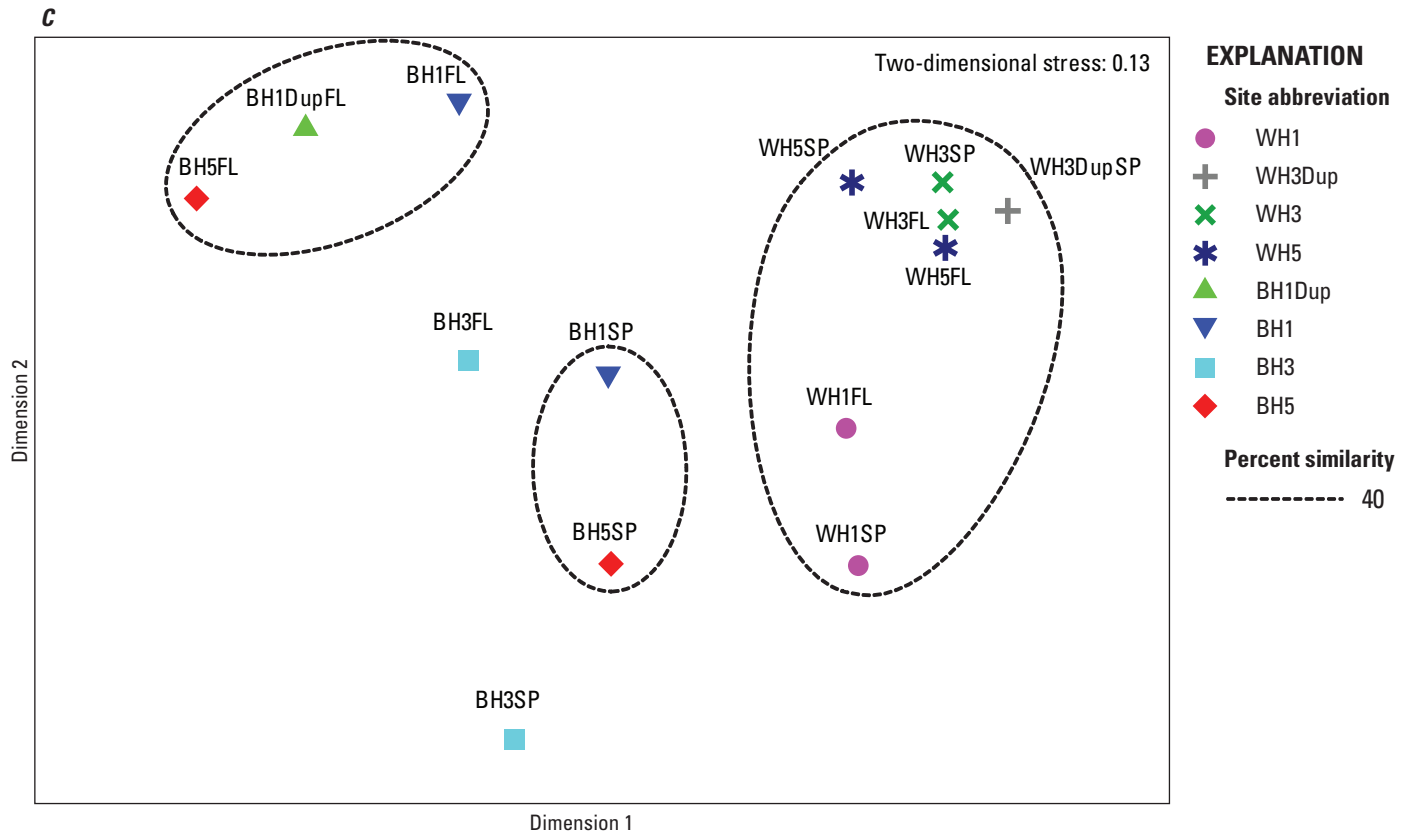 C
Two-dimensional stress: 0.13
BH1FL
BH1DupFL
BH5FL
WH5SP
WH3SP
WH3DupSP
WH3FL
WH5FL
BH3FL
BH1SP
WH1FL
BH5SP
WH1SP
BH3SP
Dimension 2
Dimension 1
EXPLANATION
Site abbreviation
WH1
WH3Dup
WH3
WH5
BH1Dup
BH1
BH3
BH5
Percent similarity
40